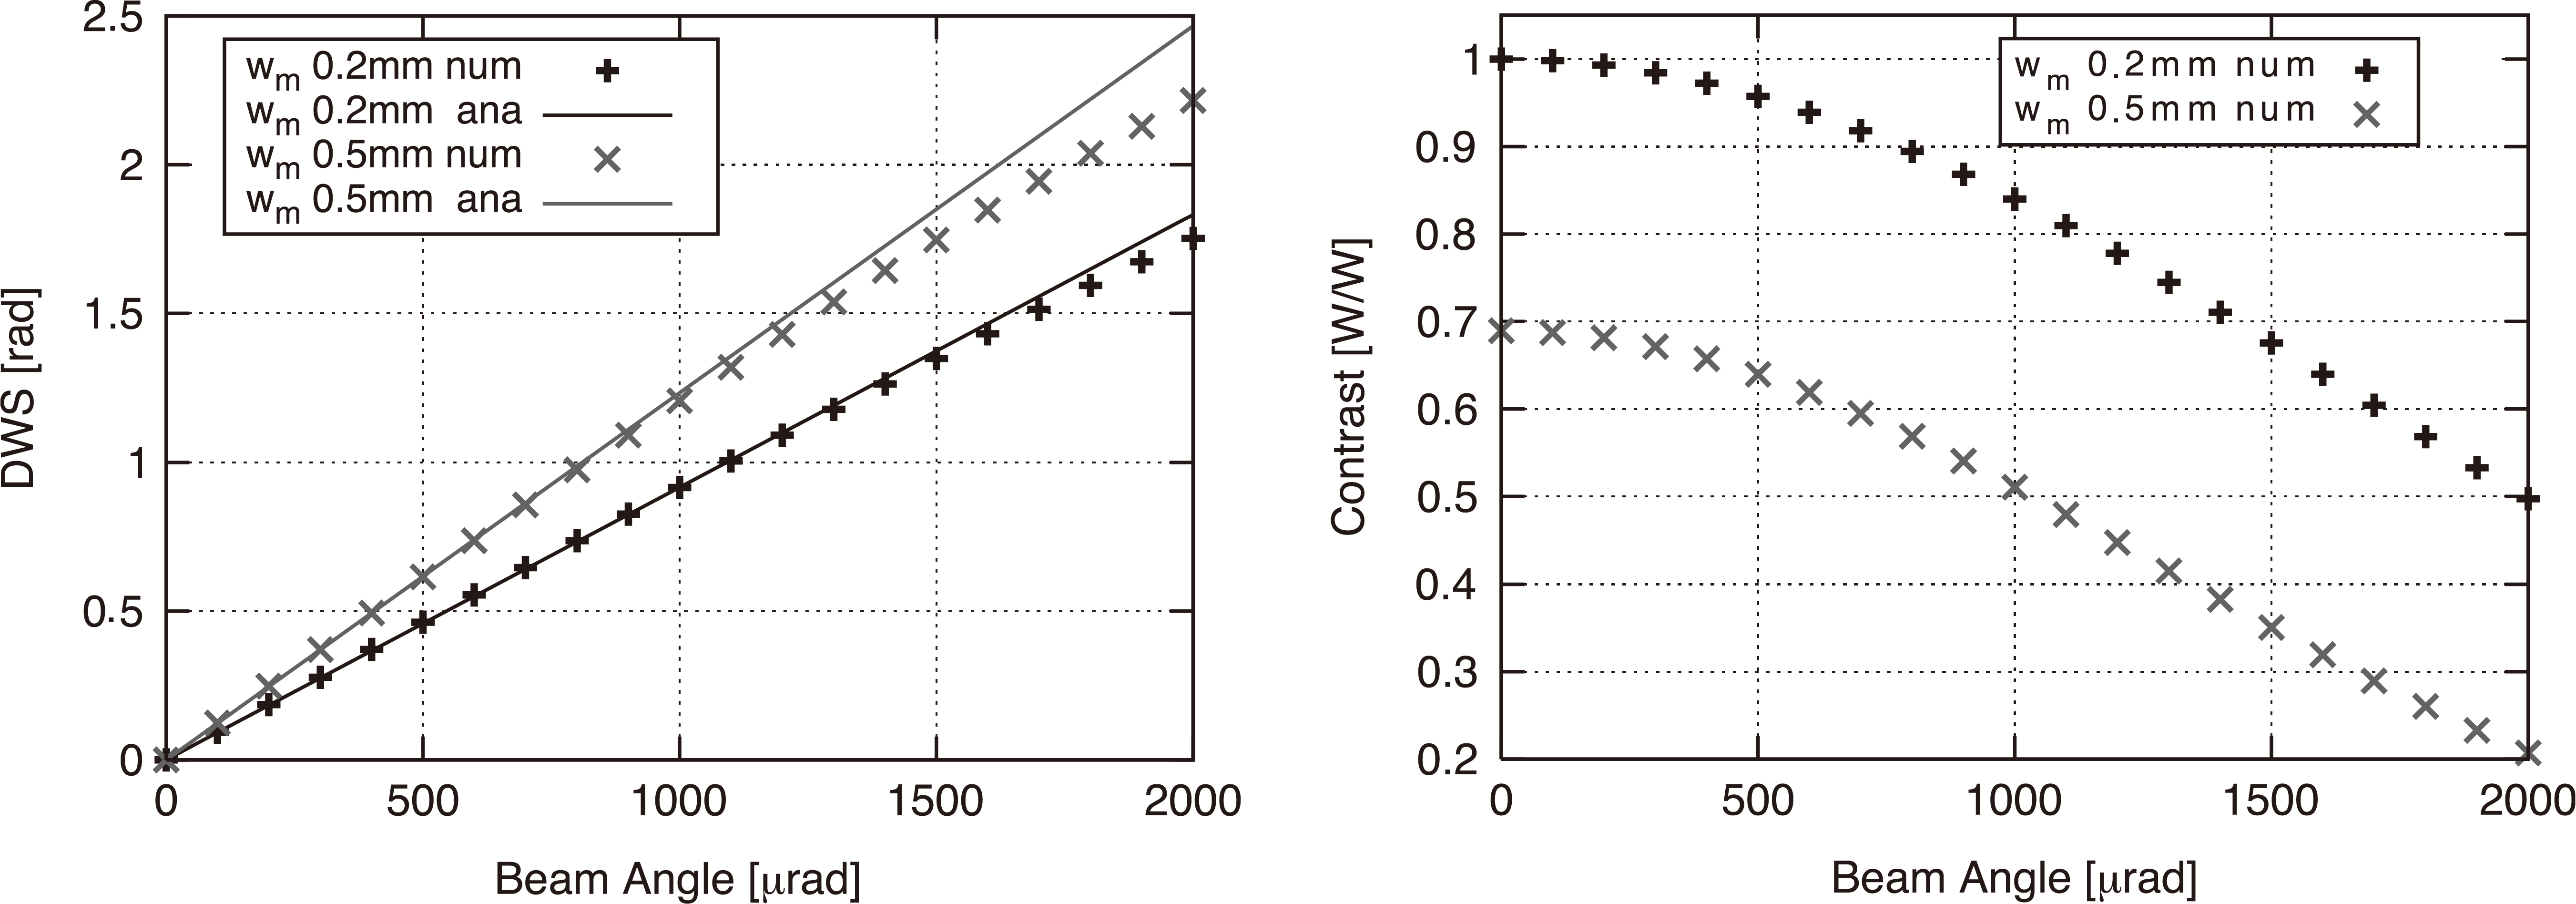 2.5
2
1.5
1
0.5
0
DWS [rad]
w_m 0.2mm num
w_m 0.2mm ana
w_m 0.5mm num
w_m 0.5mm ana
0 500 1000 1500 2000
Beam Angle [μrad]
1
0.9
0.8
0.7
0.6
0.5
0.4
0.3
0.2
Contrast [W/W]
w_m 0.2mm num
w_m 0.5mm num
0 500 1000 1500 2000
Beam Angle [μrad]